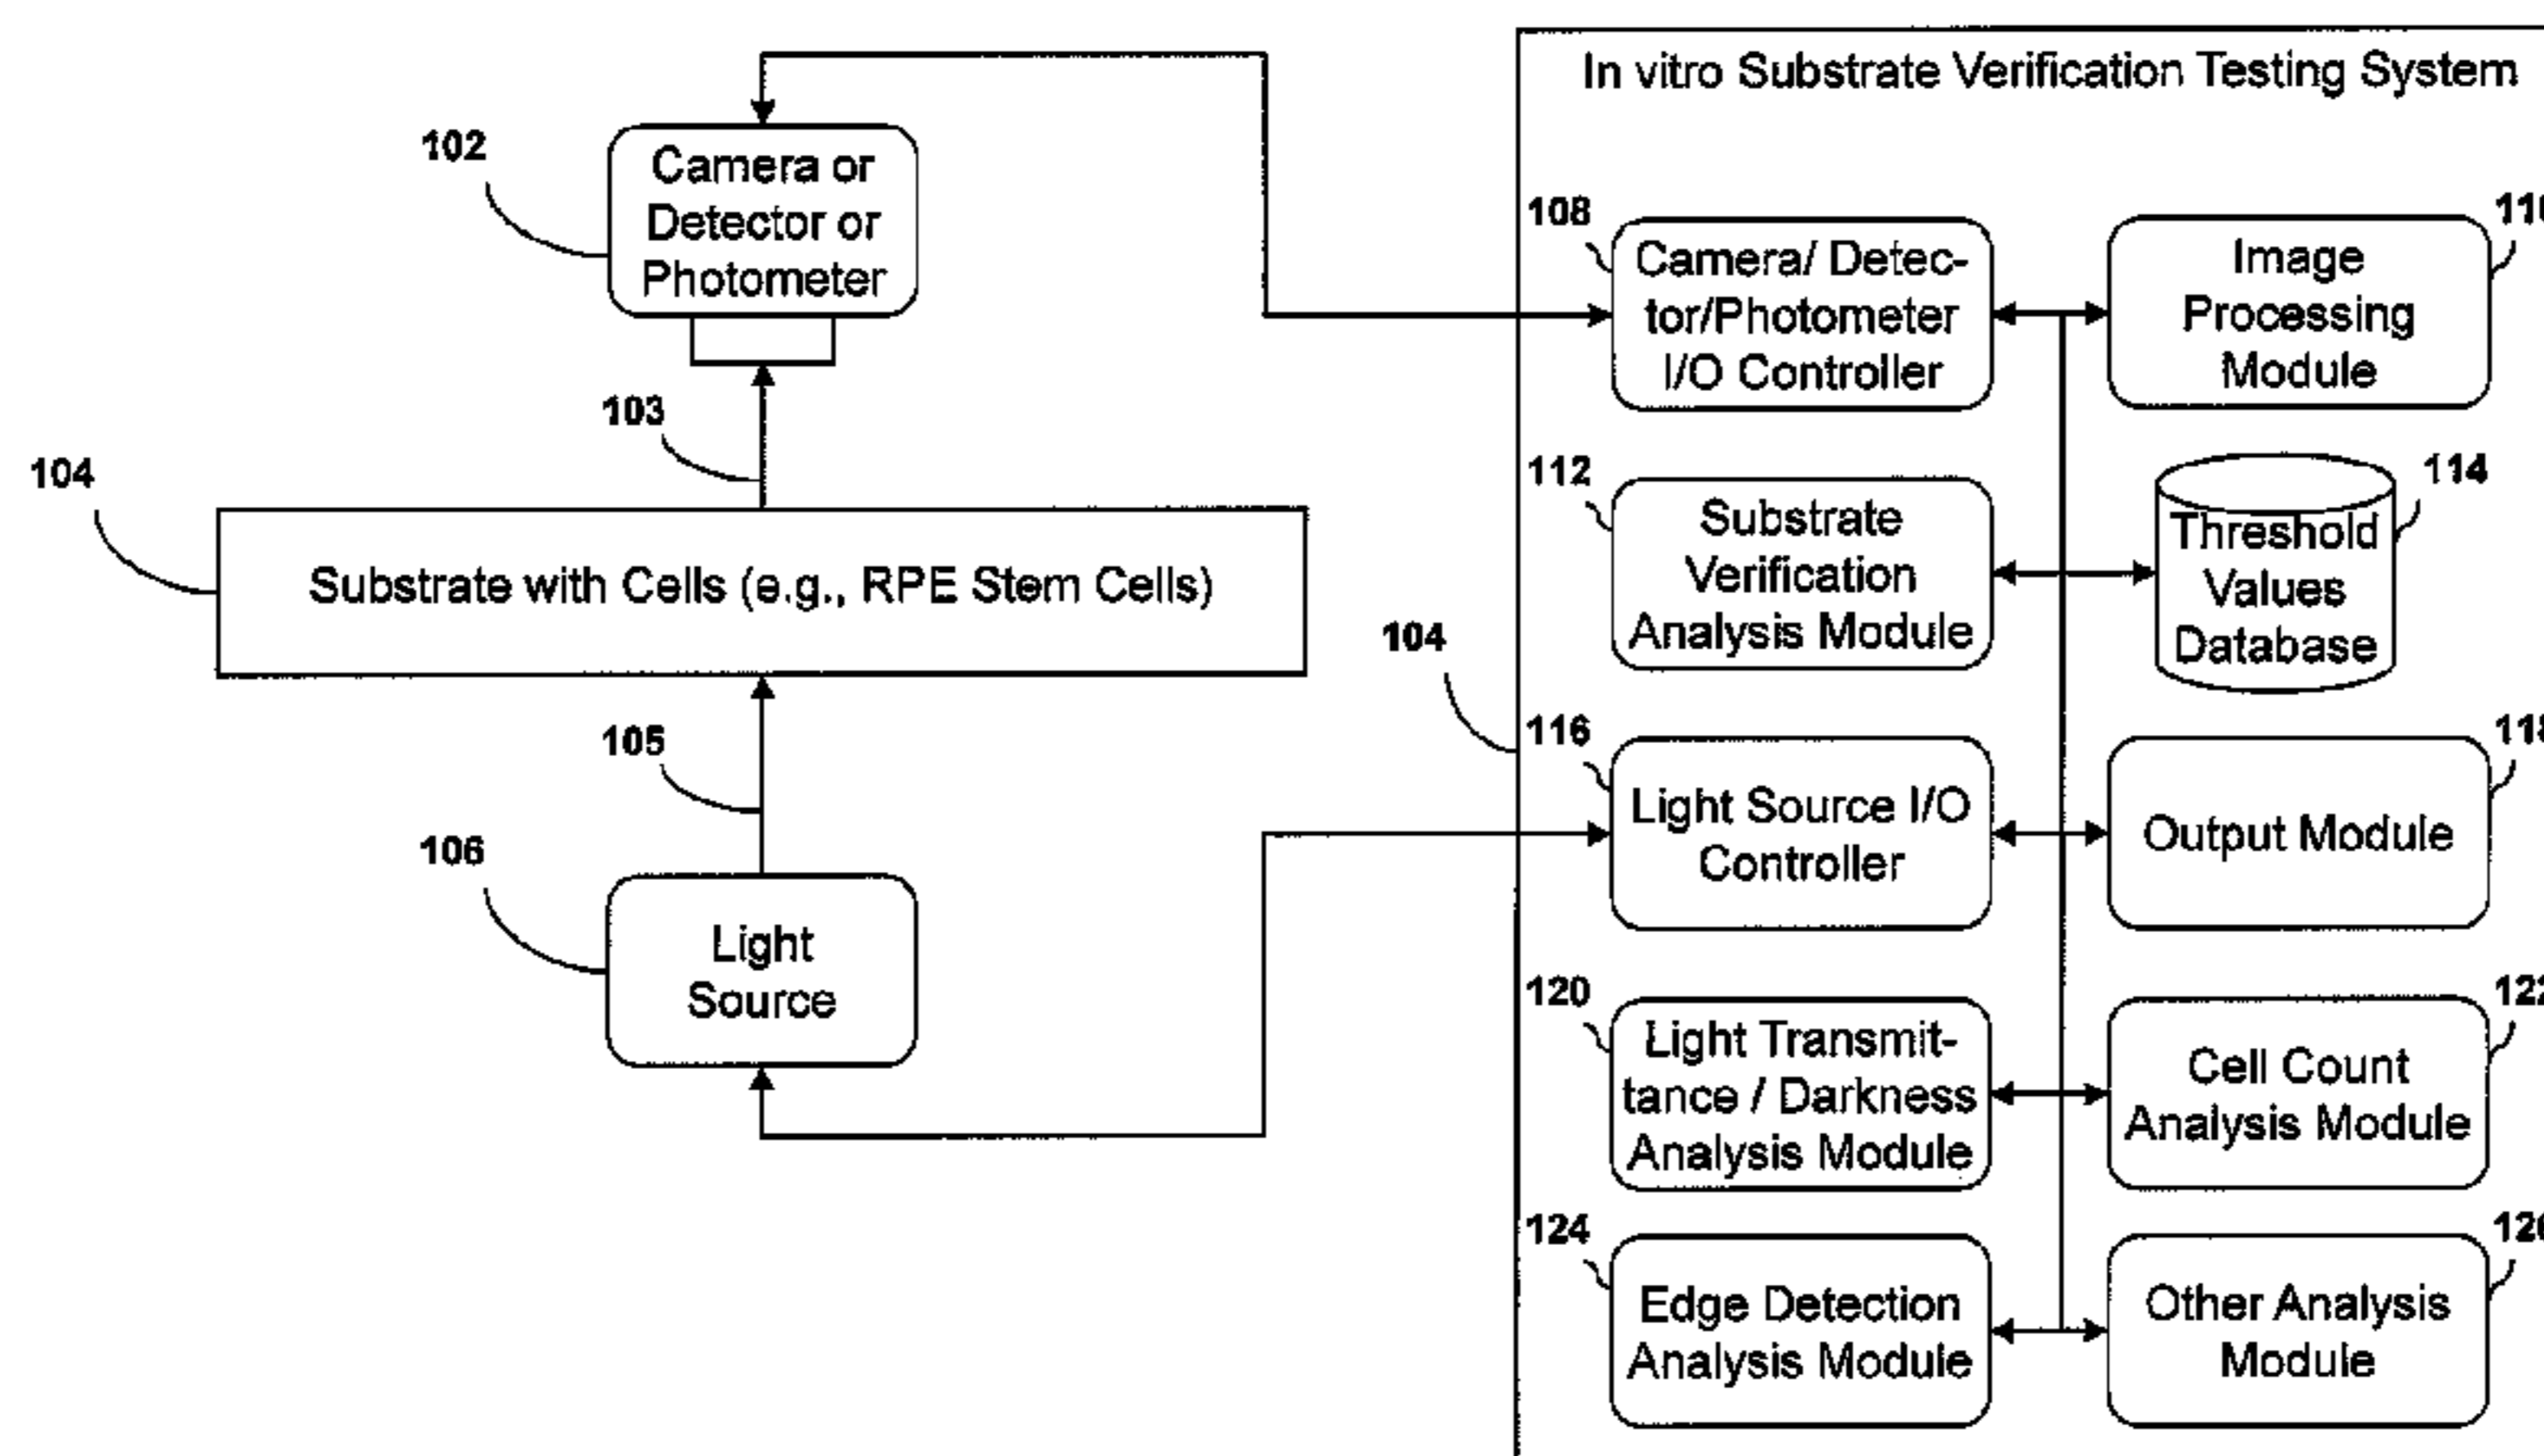 In vitro Substrate Verification Testing System
102
Camera or
Detector or
Photometer
103
104
Substrate with Cells (e.g., RPE Stem Cells)
105
106
Light
Source
104
108
Camera/ Detec-
tor/Photometer
I/O Controller
Image
Processing
Module
112
Substrate
Verification
Analysis Module
114
Threshold
Values
Database
116
Light Source I/O
Controller
118
Output Module
120
Light Transmit-
tance / Darkness
Analysis Module
122
Cell Count
Analysis Module
124
Edge Detection
Analysis Module
Other Analysis
Module